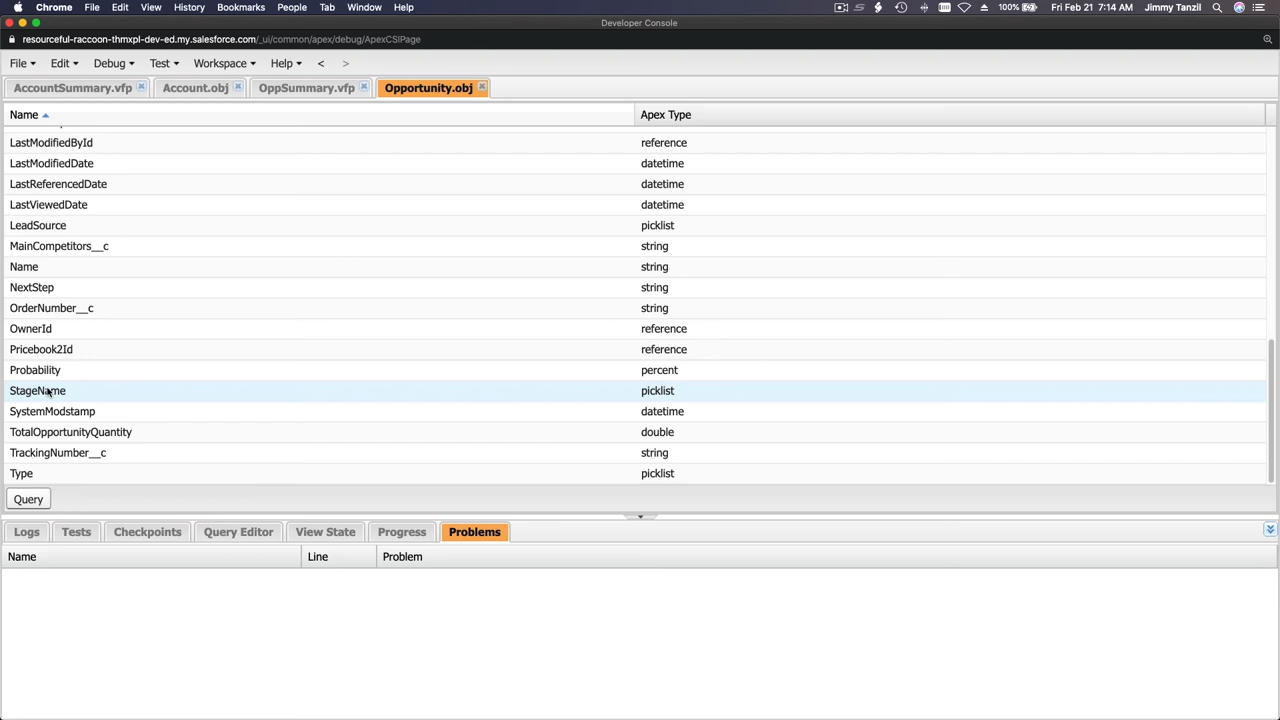 Chrome File Edit View History Bookmarks People Tab Window Help 100% Fri Feb 21 7:14 AM Jimmy Tanzil
Developer Console
resourceful-raccoon-thmxpl-dev-ed.my.salesforce.com/_ui/common/apex/debug/ApexCSIPage
File Edit Debug Test Workspace Help < >
AccountSummary.vfp Account.obj OppSummary.vfp Opportunity.obj
Name Apex Type
LastModifiedById reference
LastModifiedDate datetime
LastReferencedDate datetime
LastViewedDate datetime
LeadSource picklist
MainCompetitors__c string
Name string
NextStep string
OrderNumber__c string
OwnerId reference
Pricebook2Id reference
Probability percent
StageName picklist
SystemModstamp datetime
TotalOpportunityQuantity double
TrackingNumber__c string
Type picklist
Query
Logs Tests Checkpoints Query Editor View State Progress Problems
Name Line Problem